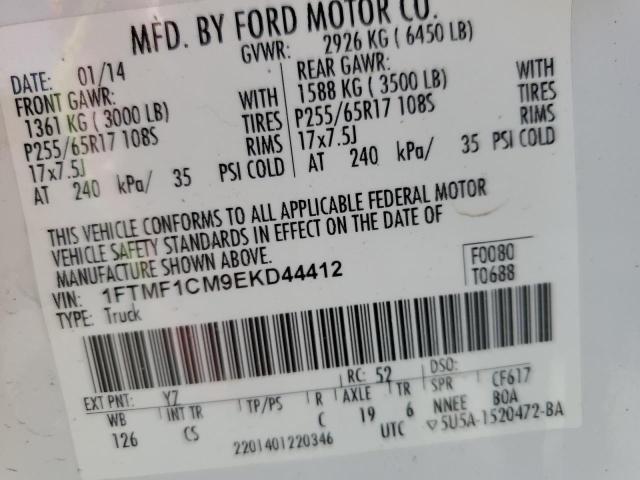 MFD. BY FORD MOTOR CO.
DATE: 01/14 GVWR: 2926 KG ( 6450 LB)
FRONT GAWR: REAR GAWR:
1361 KG ( 3000 LB) WITH 1588 KG ( 3500 LB) WITH
P255/65R17 108S TIRES P255/65R17 108S TIRES
17x7.5J RIMS 17x7.5J RIMS
AT 240 kPa/ 35 PSI COLD AT 240 kPa/ 35 PSI COLD
THIS VEHICLE CONFORMS TO ALL APPLICABLE FEDERAL MOTOR
VEHICLE SAFETY STANDARDS IN EFFECT ON THE DATE OF
MANUFACTURE SHOWN ABOVE.
VIN: 1FTMF1CM9EKD44412 F0080
TYPE: Truck T0688
EXT PNT: YZ RC: 52 DSO:
WB INT TR TP/PS R AXLE TR SPR CF617
126 CS C 19 6 NNEE BOA
2201401220346 UTC ▽5U5A-1520472-BA